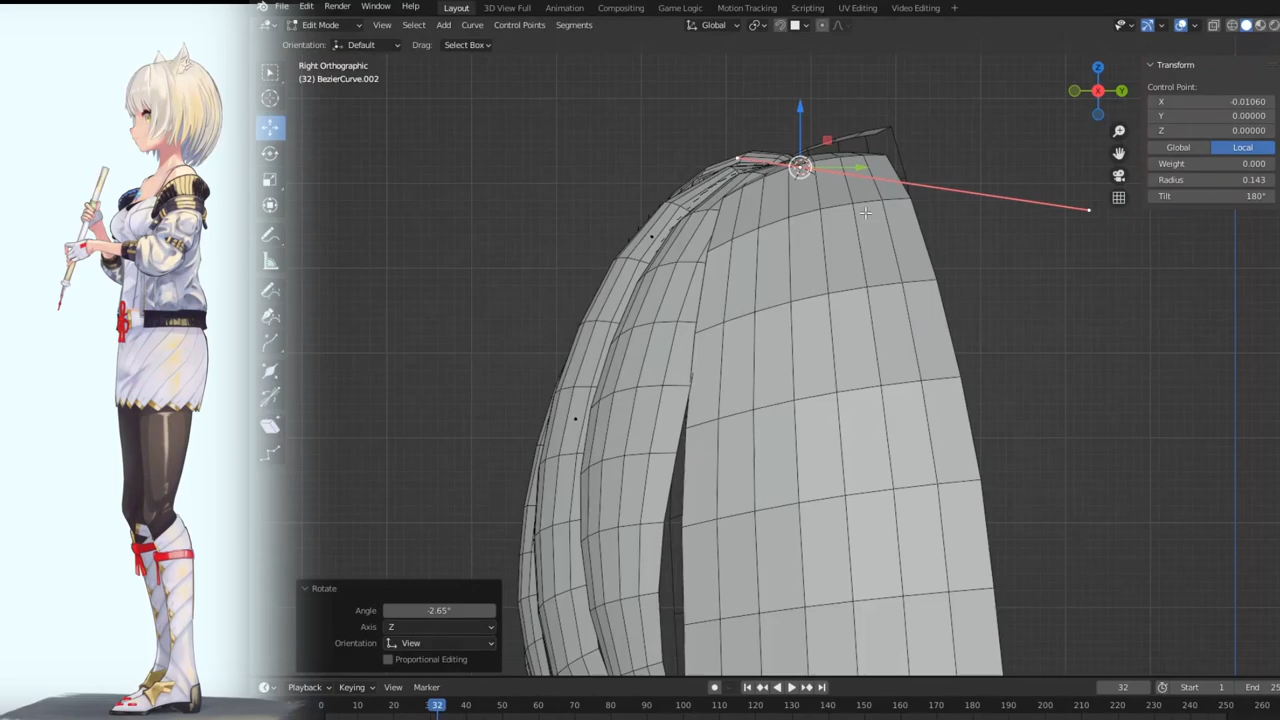 File Edit Render Window Help Layout 3D View Full Animation Compositing Game Logic Motion Tracking Scripting UV Editing Video Editing +
Edit Mode View Select Add Curve Control Points Segments Global
Orientation: Default Drag: Select Box
Right Orthographic
(32) BezierCurve.002
Z
X
Y
Transform
Control Point:
X -0.01060
Y 0.00000
Z 0.00000
Global Local
Weight 0.000
Radius 0.143
Tilt 180°
Rotate
Angle -2.65°
Axis Z
Orientation View
Proportional Editing
Playback Keying View Marker 32 Start 1 End 25
0 10 20 32 40 50 60 70 80 90 100 110 120 130 140 150 160 170 180 190 200 210 220 230 240 250 260